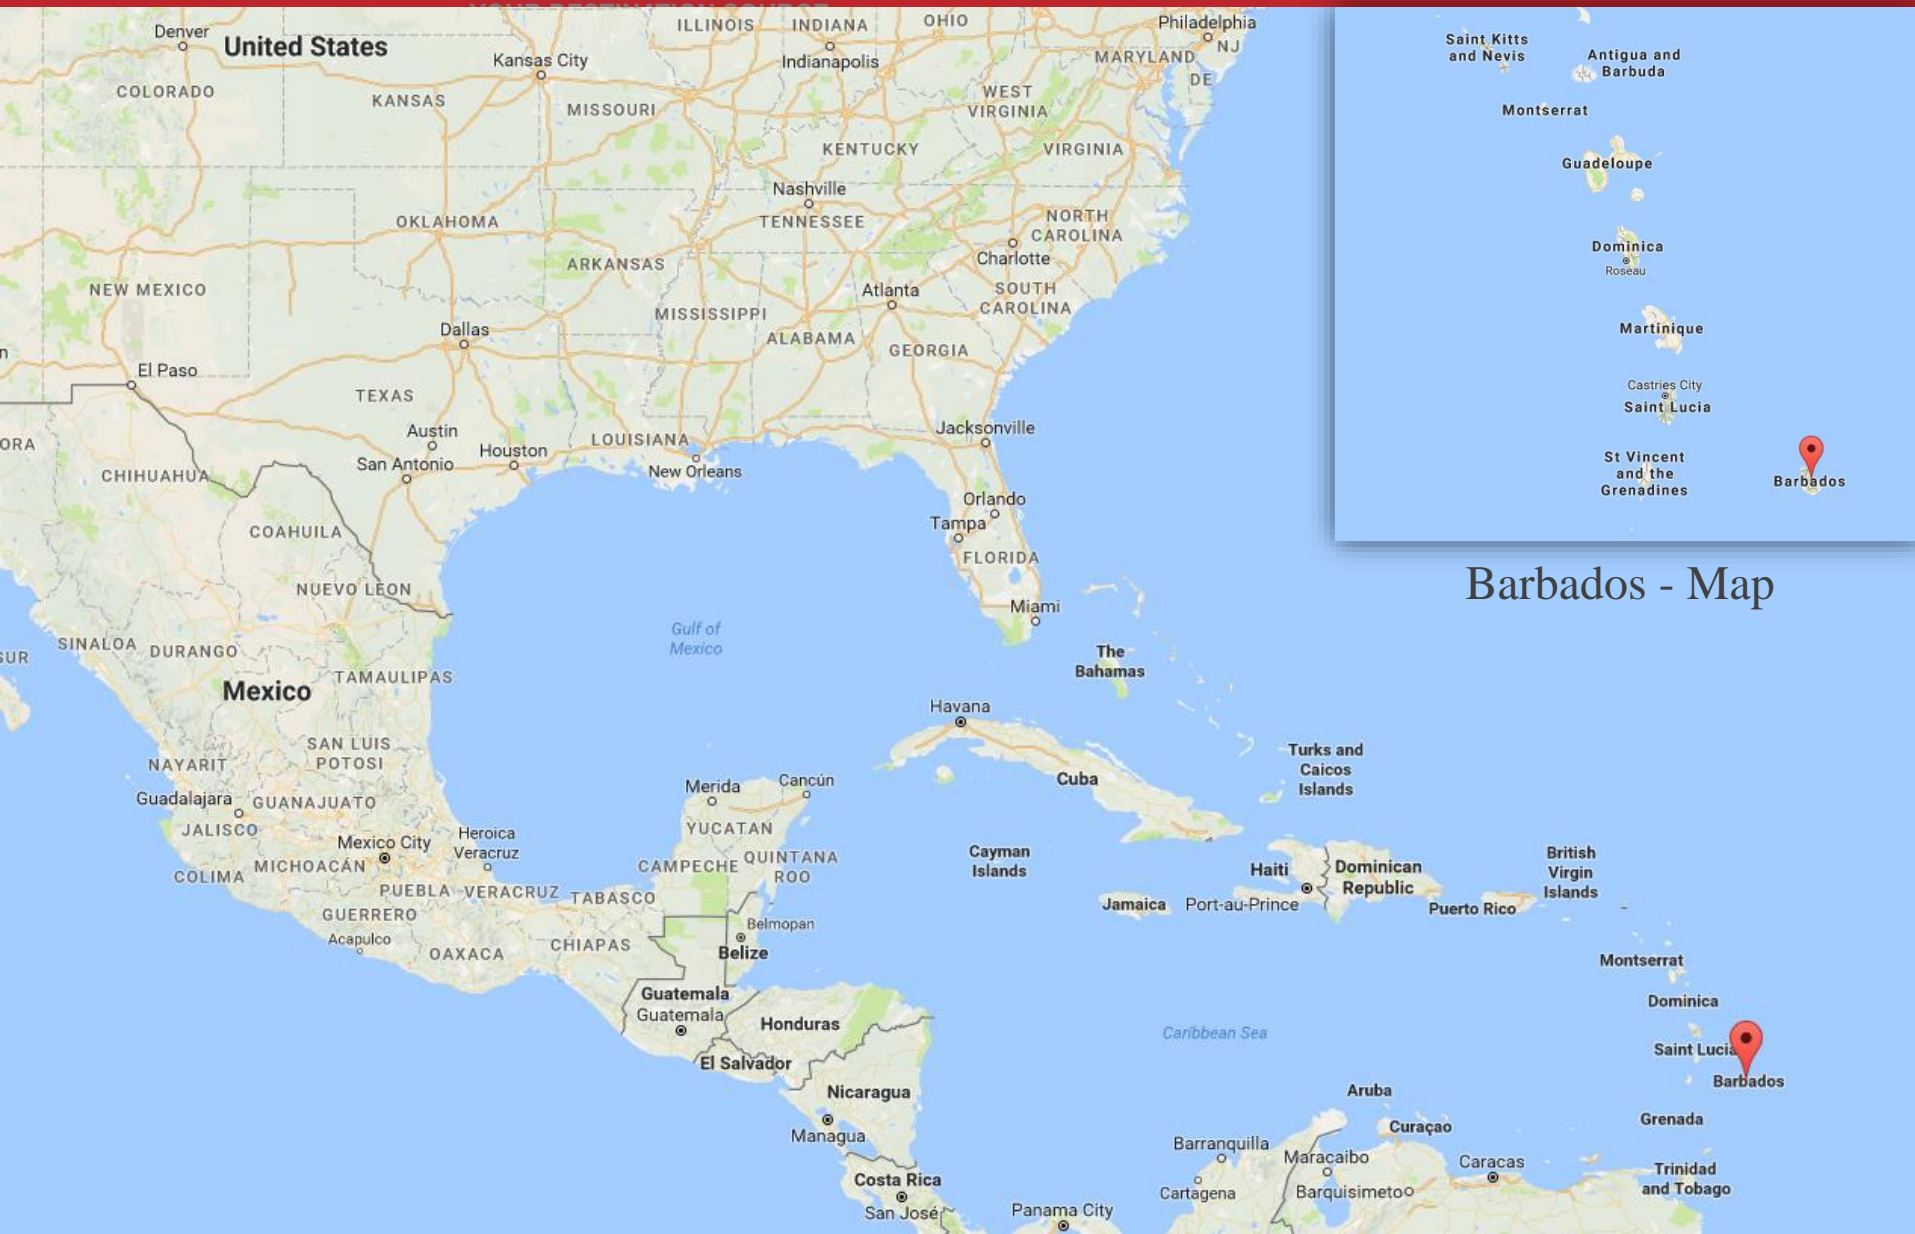 YOUR DESTINATION SOURCE
Denver
United States
Kansas City
ILLINOIS
INDIANA
OHIO
Indianapolis
Philadelphia
NJ
MARYLAND
DE
COLORADO
KANSAS
MISSOURI
WEST
VIRGINIA
KENTUCKY
VIRGINIA
Nashville
TENNESSEE
OKLAHOMA
NORTH
CAROLINA
Charlotte
ARKANSAS
NEW MEXICO
Atlanta
SOUTH
CAROLINA
MISSISSIPPI
ALABAMA
GEORGIA
Dallas
n
El Paso
TEXAS
Austin
Houston
San Antonio
LOUISIANA
New Orleans
Jacksonville
ORA
CHIHUAHUA
Orlando
Tampa
FLORIDA
COAHUILA
NUEVO LEON
Miami
Gulf of
Mexico
SINALOA
DURANGO
SUR
TAMAULIPAS
Mexico
The
Bahamas
Havana
SAN LUIS
POTOSI
NAYARIT
Turks and
Caicos
Islands
Merida
Cancún
Cuba
Guadalajara
GUANAJUATO
JALISCO
Mexico City
Heroica
Veracruz
YUCATAN
MICHOACÁN
COLIMA
CAMPECHE
QUINTANA
ROO
Cayman
Islands
Haiti
Dominican
Republic
British
Virgin
Islands
PUEBLA
VERACRUZ
TABASCO
Jamaica
Port-au-Prince
Puerto Rico
GUERRERO
Acapulco
OAXACA
CHIAPAS
Belmopan
Belize
Montserrat
Guatemala
Guatemala
Honduras
Dominica
Caribbean Sea
El Salvador
Saint Lucia
Nicaragua
Barbados
Managua
Aruba
Curaçao
Grenada
Barranquilla
Maracaibo
Caracas
Costa Rica
San José
Cartagena
Barquisimeto
Trinidad
and Tobago
Panama City
Saint Kitts
and Nevis
Antigua and
Barbuda
Montserrat
Guadeloupe
Dominica
Roseau
Martinique
Castries City
Saint Lucia
St Vincent
and the
Grenadines
Barbados
Barbados - Map